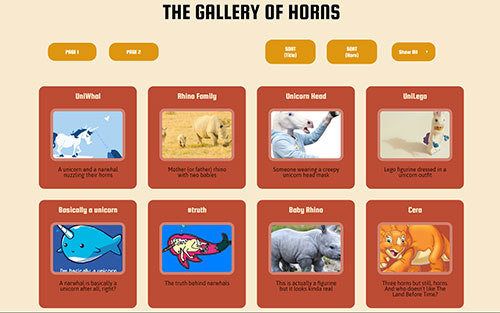 THE GALLERY OF HORNS
PAGE 1
PAGE 2
SORT
(Title)
SORT
(Horn)
Show All
UniWhal
Rhino Family
Unicorn Head
UniLego
A unicorn and a narwhal
nuzzling their horns
Mother (or father) rhino
with two babies
Someone wearing a creepy
unicorn head mask
Lego figurine dressed in a
unicorn outfit
Basically a unicorn
#truth
Baby Rhino
Cera
I'm basically a unicorn
A narwhal is basically a
unicorn after all, right?
The truth behind narwhals
This is actually a figurine
but it looks kinda real.
Three horns but still, horns.
And who doesn't like The
Land Before Time?